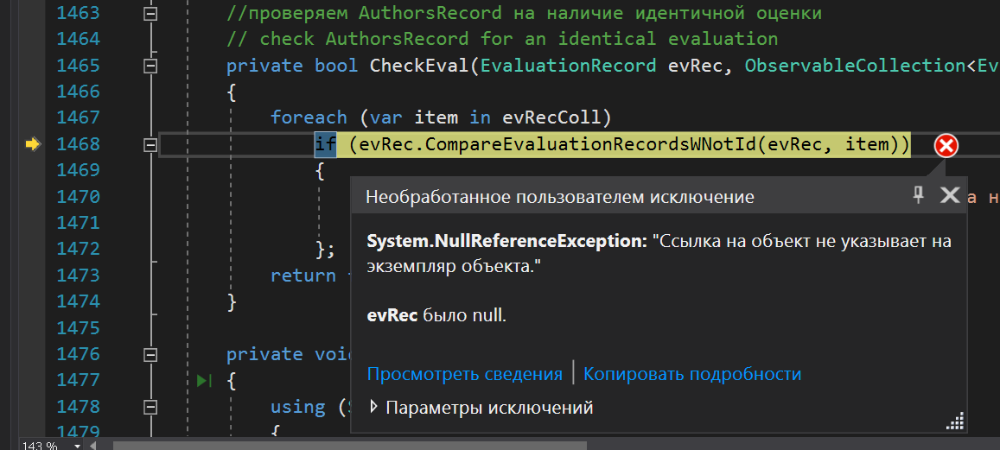 1463 //проверяем AuthorsRecord на наличие идентичной оценки
1464 // check AuthorsRecord for an identical evaluation
1465 private bool CheckEval(EvaluationRecord evRec, ObservableCollection<Ev
1466 {
1467 foreach (var item in evRecColl)
1468 if (evRec.CompareEvaluationRecordsWNotId(evRec, item))
1469 {
Необработанное пользователем исключение
1470 а н
System.NullReferenceException: "Ссылка на объект не указывает на
1471
1472 };
экземпляр объекта."
1473 return
1474 }
evRec было null.
1475
1476 private void
Просмотреть сведения | Копировать подробности
1477 {
1478 using (
Параметры исключений
1479 {
143 %